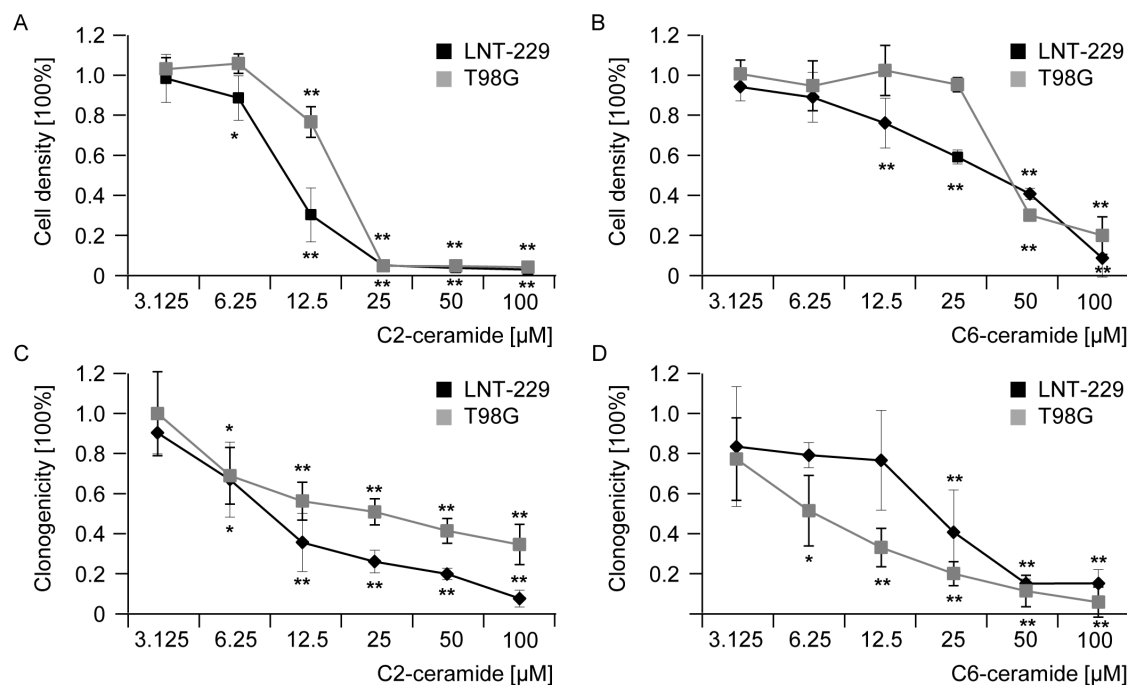 A
Cell density [100%]
1.2
1.0
0.8
0.6
0.4
0.2
0
LNT-229
T98G
*
**
**
**
**
**
**
**
**
3.125 6.25 12.5 25 50 100
C2-ceramide [µM]
B
Cell density [100%]
1.2
1.0
0.8
0.6
0.4
0.2
0
LNT-229
T98G
**
**
**
**
**
**
3.125 6.25 12.5 25 50 100
C6-ceramide [µM]
C
Clonogenicity [100%]
1.2
1.0
0.8
0.6
0.4
0.2
0
LNT-229
T98G
*
**
**
**
**
*
**
**
**
**
3.125 6.25 12.5 25 50 100
C2-ceramide [µM]
D
Clonogenicity [100%]
1.2
1.0
0.8
0.6
0.4
0.2
LNT-229
T98G
**
**
**
*
**
**
**
**
3.125 6.25 12.5 25 50 100
C6-ceramide [µM]